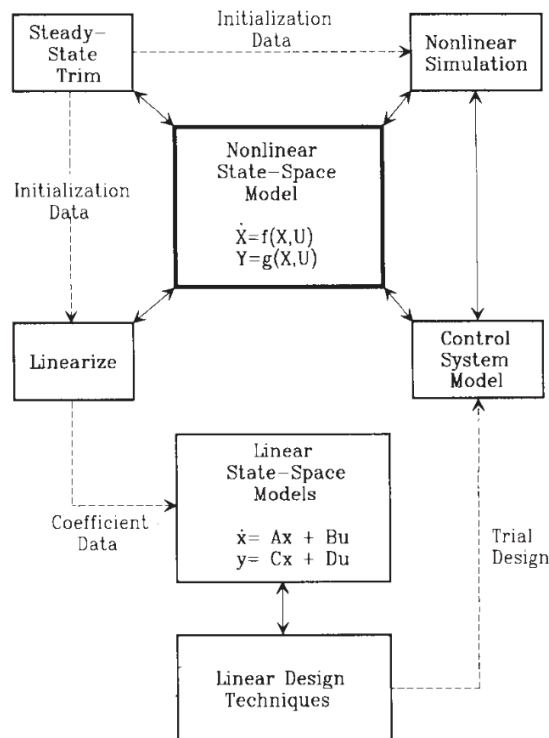 Steady-
State
Trim
Initialization
Data
Nonlinear
Simulation
Nonlinear
State-Space
Model
Ẋ=f(X,U)
Y=g(X,U)
Initialization
Data
Linearize
Control
System
Model
Linear
State-Space
Models
ẋ= Ax + Bu
y= Cx + Du
Coefficient
Data
Trial
Design
Linear Design
Techniques